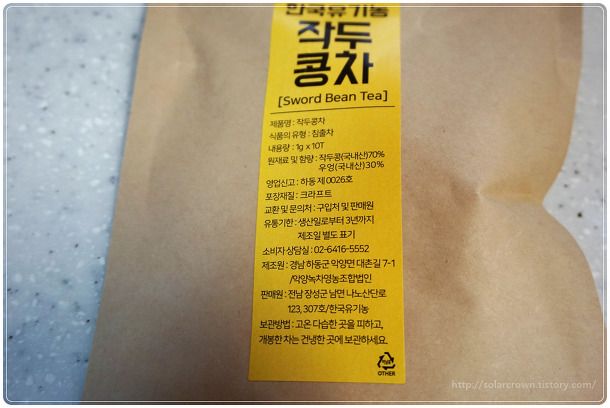 한국유기농
작두
콩차
[Sword Bean Tea]
제품명 : 작두콩차
식품의 유형 : 침출차
내용량 : 1g x 10T
원재료 및 함량 : 작두콩(국내산)70%
우엉(국내산)30%
영업신고 : 하동 제 0026호
포장재질 : 크라프트
교환 및 문의처 : 구입처 및 판매원
유통기한 : 생산일로부터 3년까지
제조일 별도 표기
소비자 상담실 : 02-6416-5552
제조원 : 경남 하동군 악양면 대촌길 7-1
/악양녹차영농조합법인
판매원 : 전남 장성군 남면 나노산단로
123, 307호/한국유기농
보관방법 : 고온 다습한 곳을 피하고,
개봉한 차는 건냉한 곳에 보관하세요.
OTHER
http://solarcrown.tistory.com/